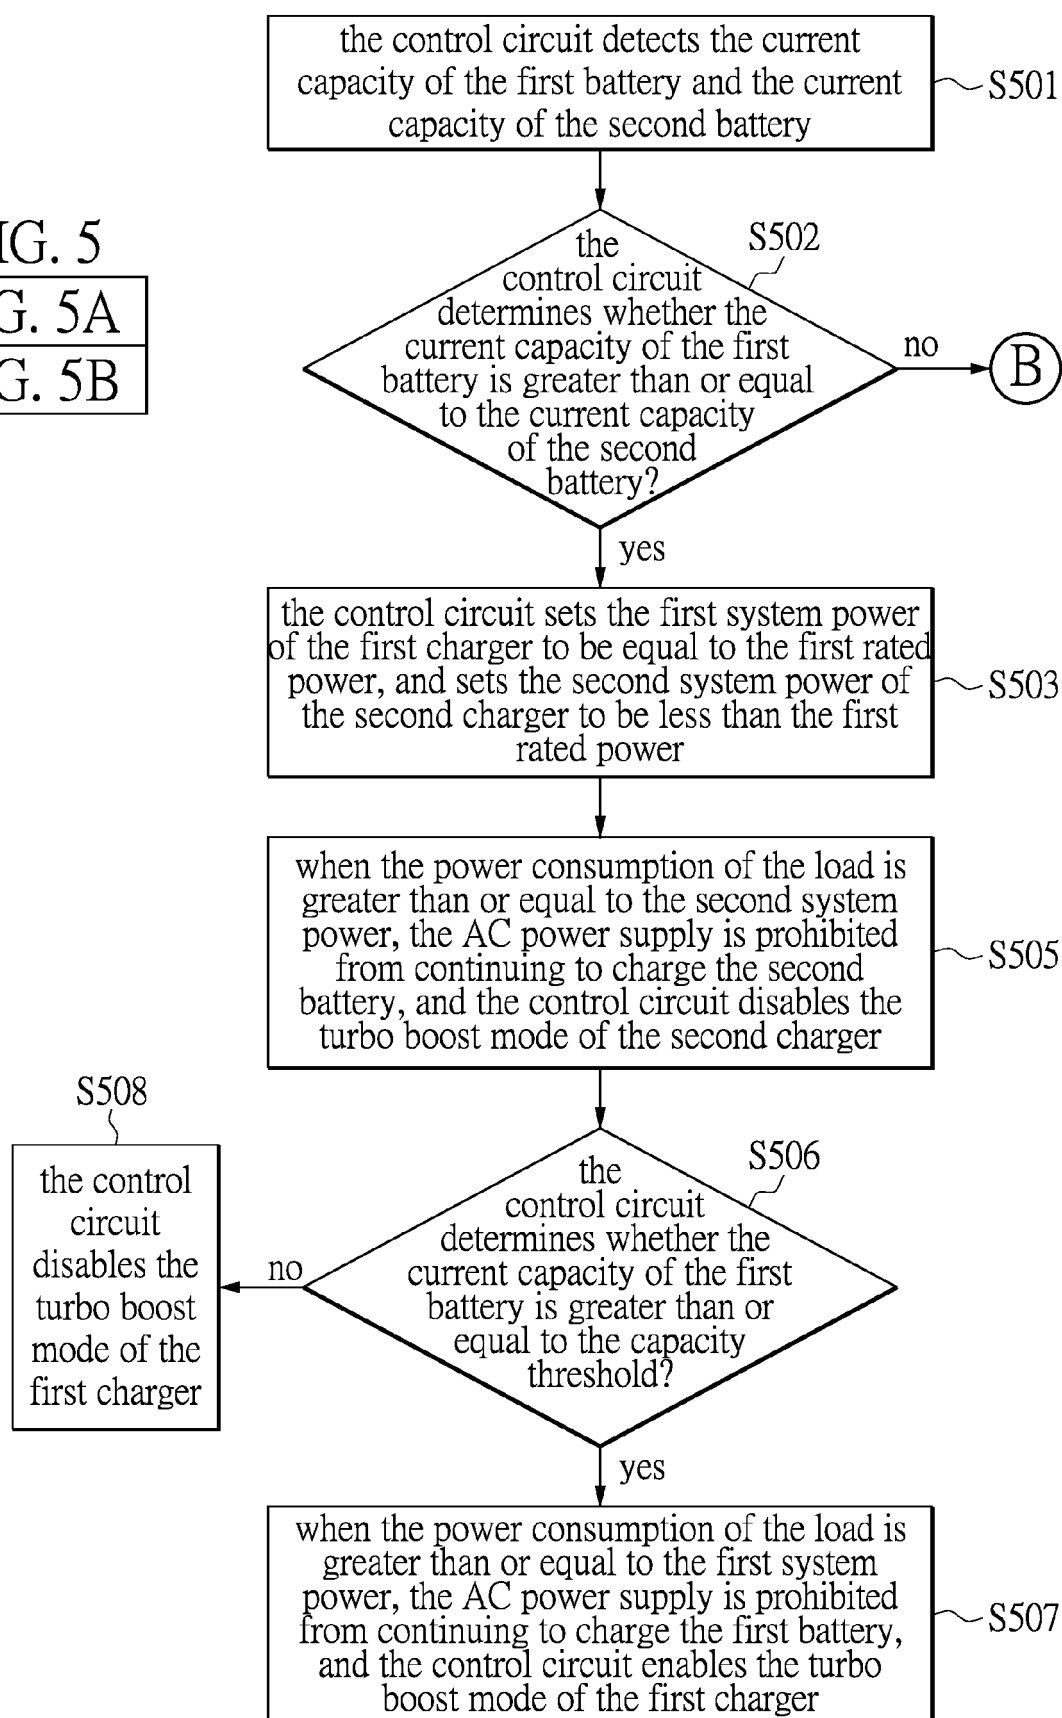 the control circuit detects the current
capacity of the first battery and the current
capacity of the second battery
S501
IG. 5
G. 5A
G. 5B
S502
the
control circuit
determines whether the
current capacity of the first
battery is greater than or equal
to the current capacity
of the second
battery?
no
B
yes
the control circuit sets the first system power
of the first charger to be equal to the first rated
power, and sets the second system power of
the second charger to be less than the first
rated power
S503
when the power consumption of the load is
greater than or equal to the second system
power, the AC power supply is prohibited
from continuing to charge the second
battery, and the control circuit disables the
turbo boost mode of the second charger
S505
S506
the
control circuit
determines whether the
current capacity of the first
battery is greater than or
equal to the capacity
threshold?
no
S508
the control
circuit
disables the
turbo boost
mode of the
first charger
yes
when the power consumption of the load is
greater than or equal to the first system
power, the AC power supply is prohibited
from continuing to charge the first battery,
and the control circuit enables the turbo
boost mode of the first charger
S507